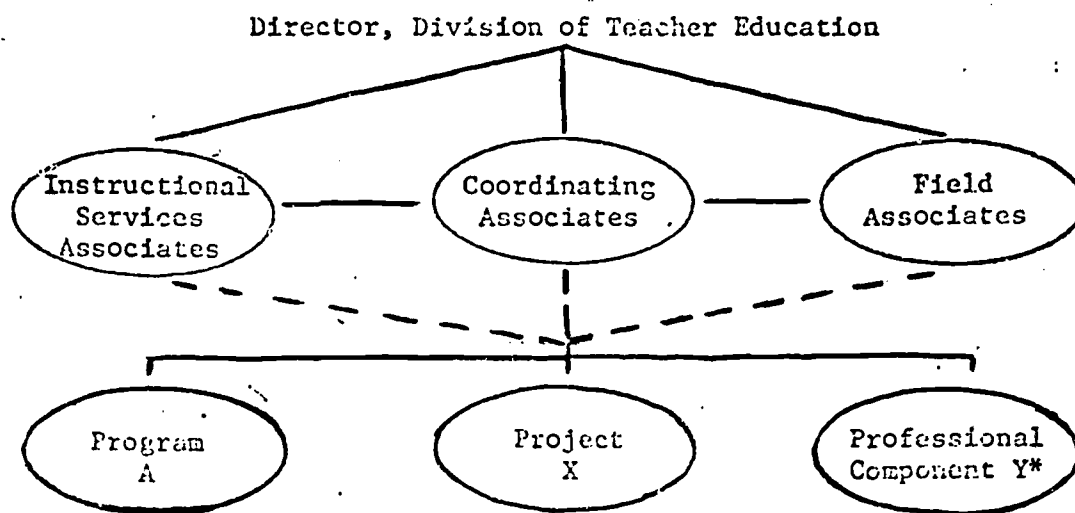 Director, Division of Teacher Education
Instructional
Services
Associates
Coordinating
Associates
Field
Associates
Program
A
Project
X
Professional
Component Y*